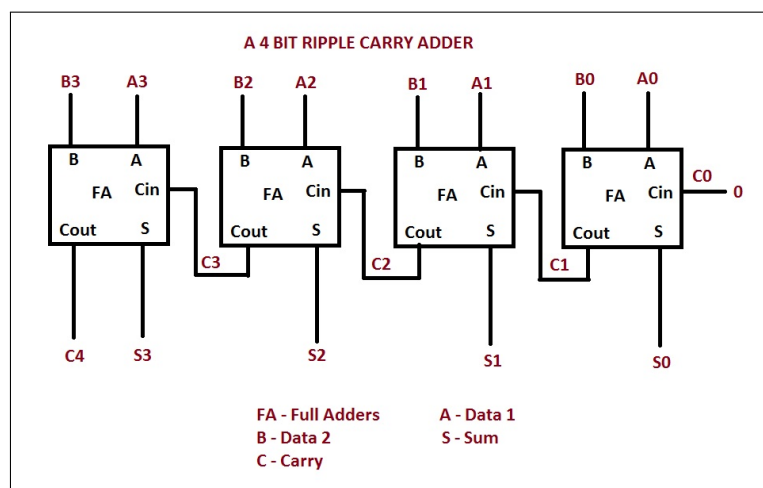 A 4 BIT RIPPLE CARRY ADDER
B3 A3 B2 A2 B1 A1 B0 A0
B A B A B A B A
FA Cin FA Cin FA Cin FA Cin C0 0
Cout S Cout S Cout S Cout S
C3 C2 C1
C4 S3 S2 S1 S0
FA - Full Adders A - Data 1
B - Data 2 S - Sum
C - Carry